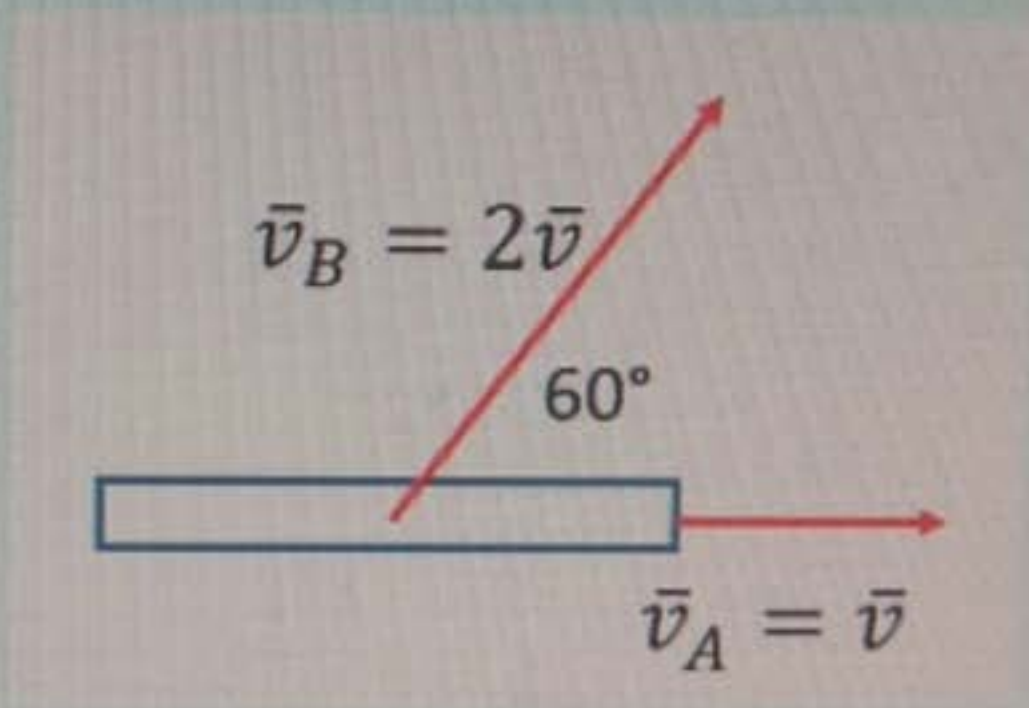 v̄_B = 2v̄
60°
v̄_A = v̄